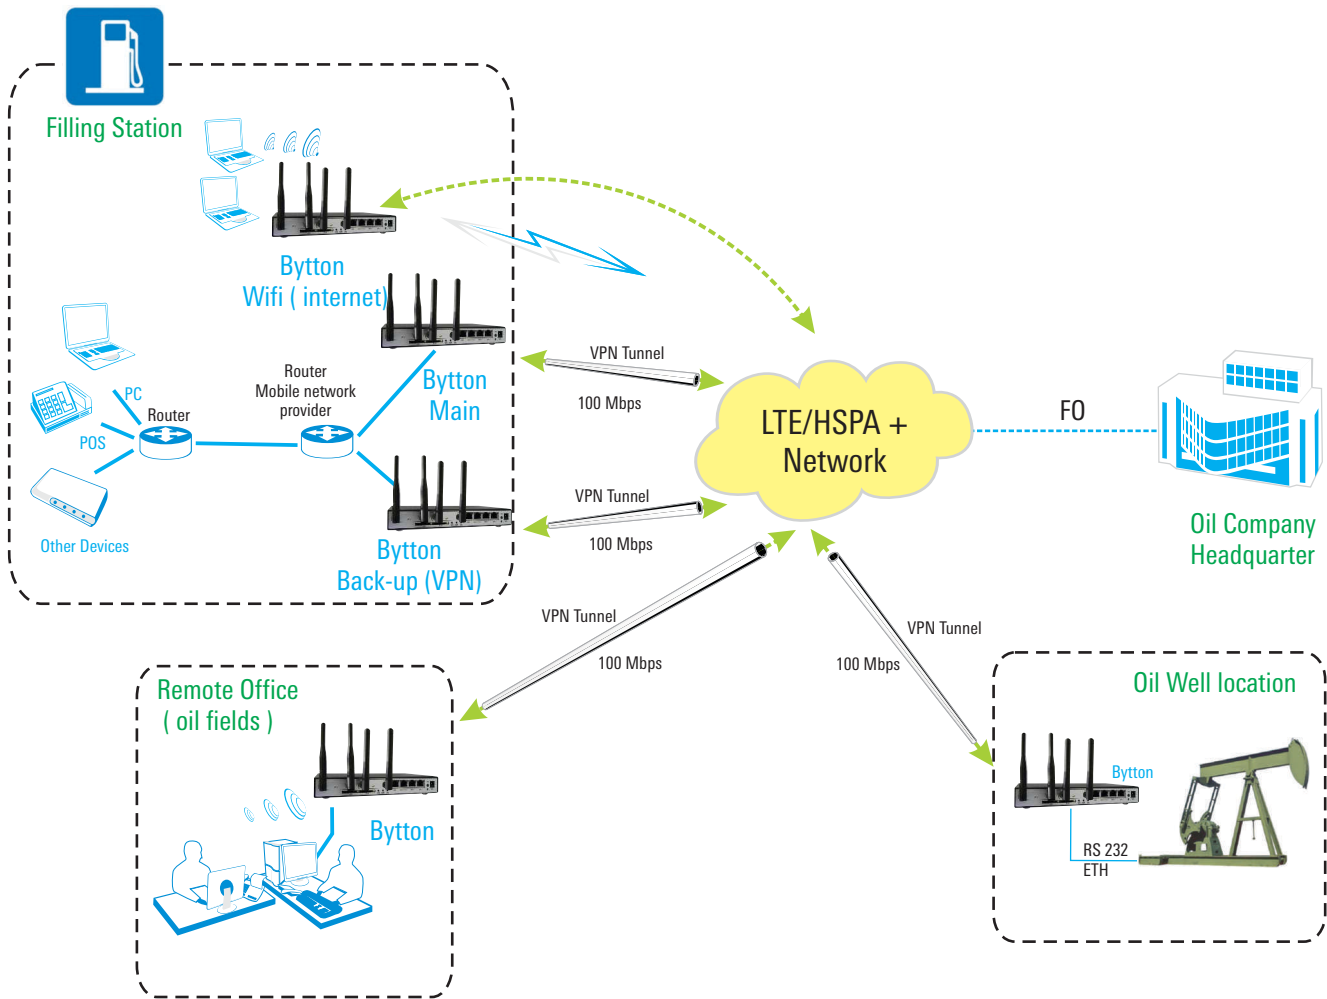 Filling Station
Bytton
Wifi ( internet)
VPN Tunnel
100 Mbps
Bytton
Main
Router
Mobile network
provider
PC
Router
POS
Other Devices
VPN Tunnel
100 Mbps
Bytton
Back-up (VPN)
LTE/HSPA +
Network
FO
Oil Company
Headquarter
VPN Tunnel
100 Mbps
VPN Tunnel
100 Mbps
Remote Office
( oil fields )
Bytton
Oil Well location
Bytton
RS 232
ETH